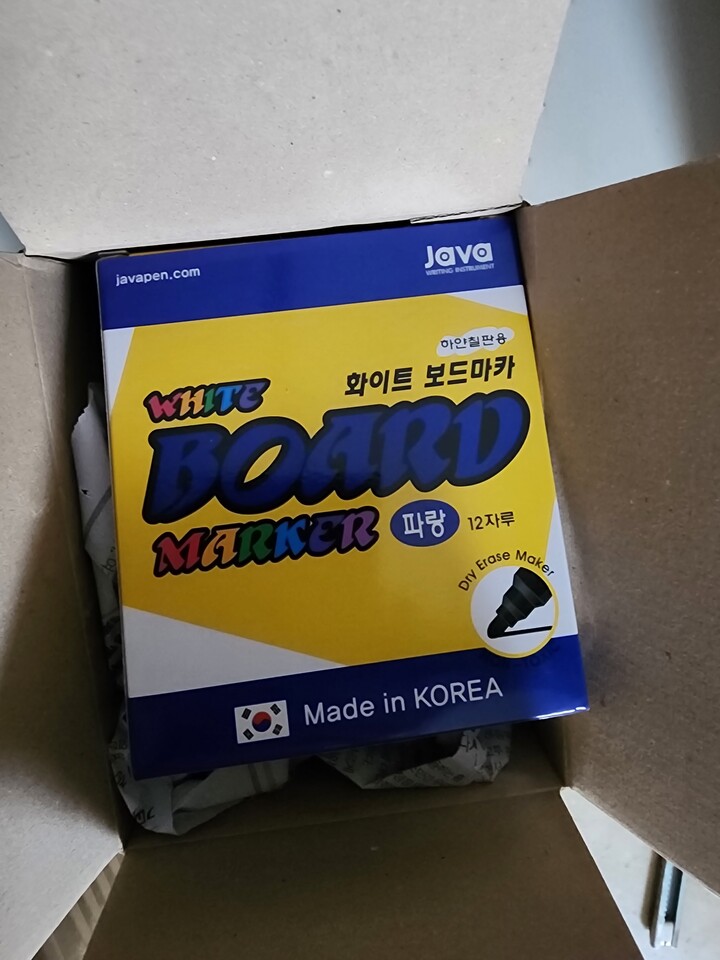 javapen.com
Java
WRITING INSTRUMENT
하얀칠판용
화이트 보드마카
WHITE
BOARD
MARKER
파랑 12자루
Dry Erase Maker
Made in KOREA